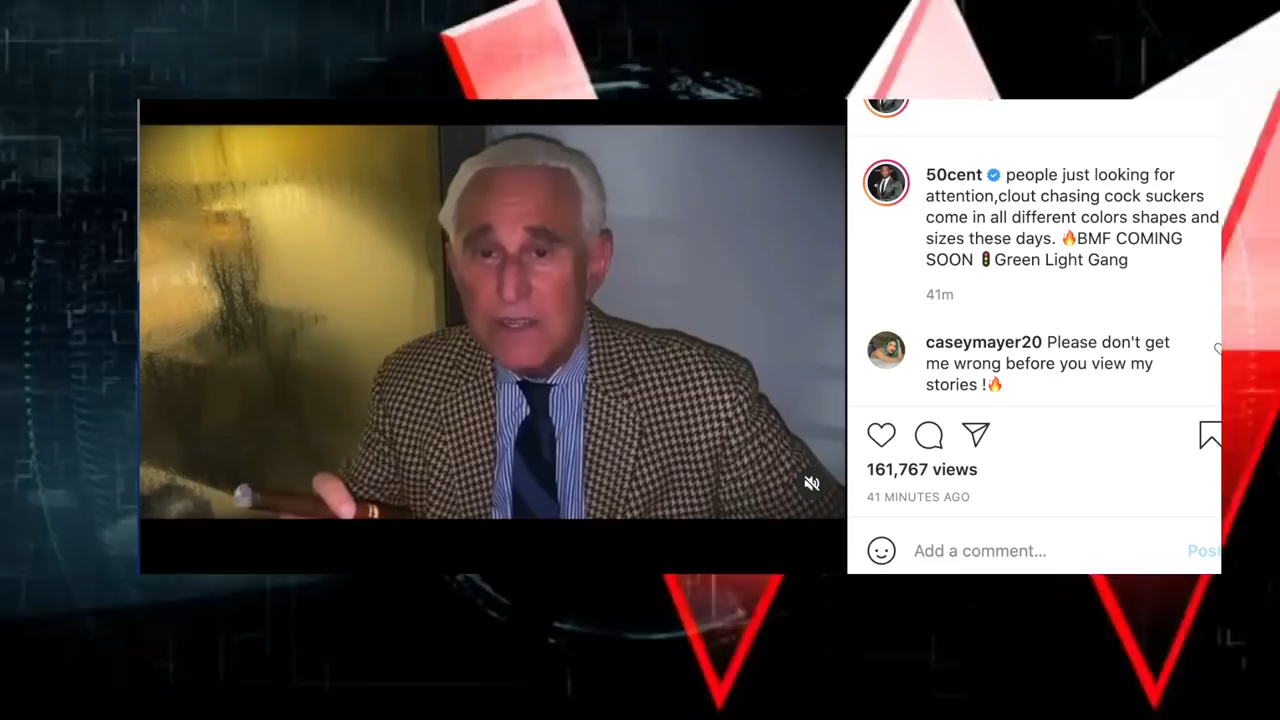 50cent people just looking for
attention,clout chasing cock suckers
come in all different colors shapes and
sizes these days. 🔥BMF COMING
SOON 🚦Green Light Gang
41m
caseymayer20 Please don't get
me wrong before you view my
stories !🔥
161,767 views
41 MINUTES AGO
Add a comment...